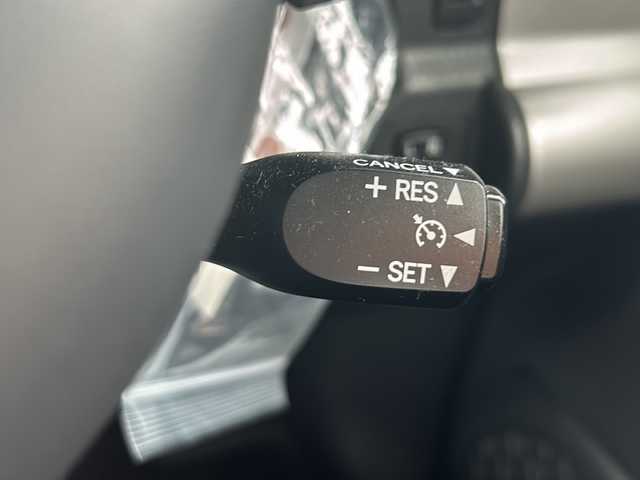 CANCEL▼
+ RES ▲
◀
− SET ▼